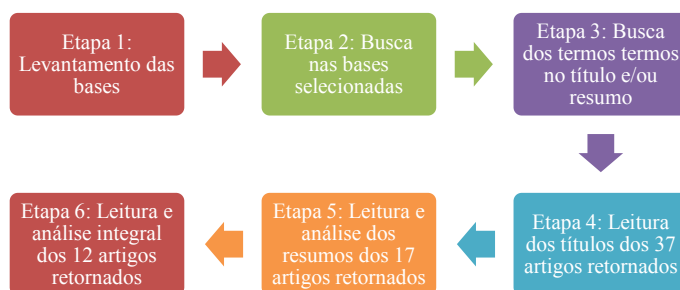 Etapa 1:
Levantamento das
bases
Etapa 2: Busca
nas bases
selecionadas
Etapa 3: Busca
dos termos termos
no título e/ou
resumo
Etapa 4: Leitura
dos títulos dos 37
artigos retornados
Etapa 5: Leitura e
análise dos
resumos dos 17
artigos retornados
Etapa 6: Leitura e
análise integral
dos 12 artigos
retornados